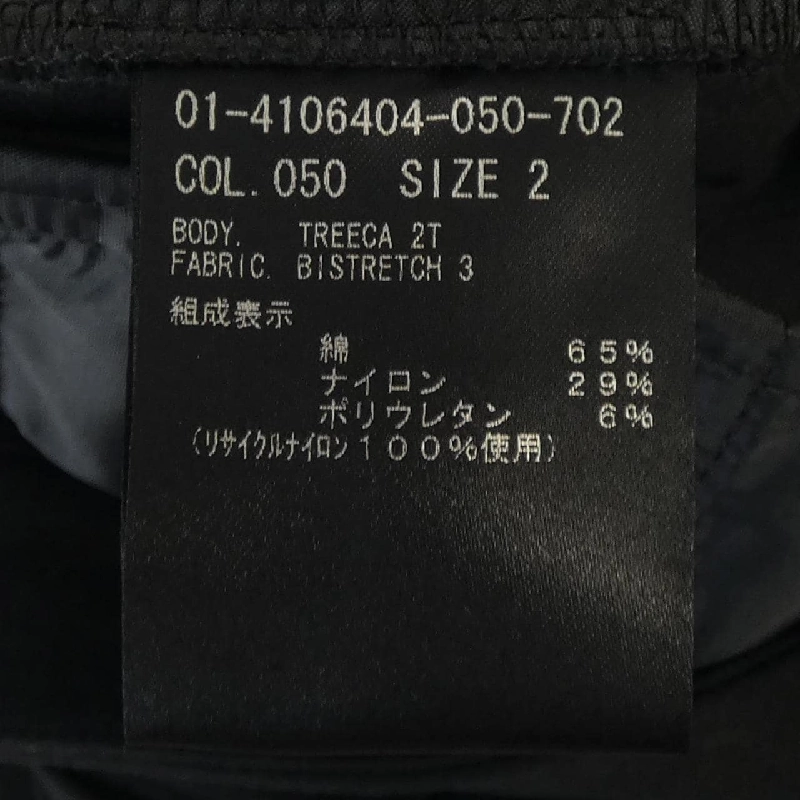 01-4106404-050-702
COL. 050 SIZE 2
BODY. TREECA 2T
FABRIC. BISTRETCH 3
組成表示
綿 65%
ナイロン 29%
ポリウレタン 6%
(リサイクルナイロン100%使用)